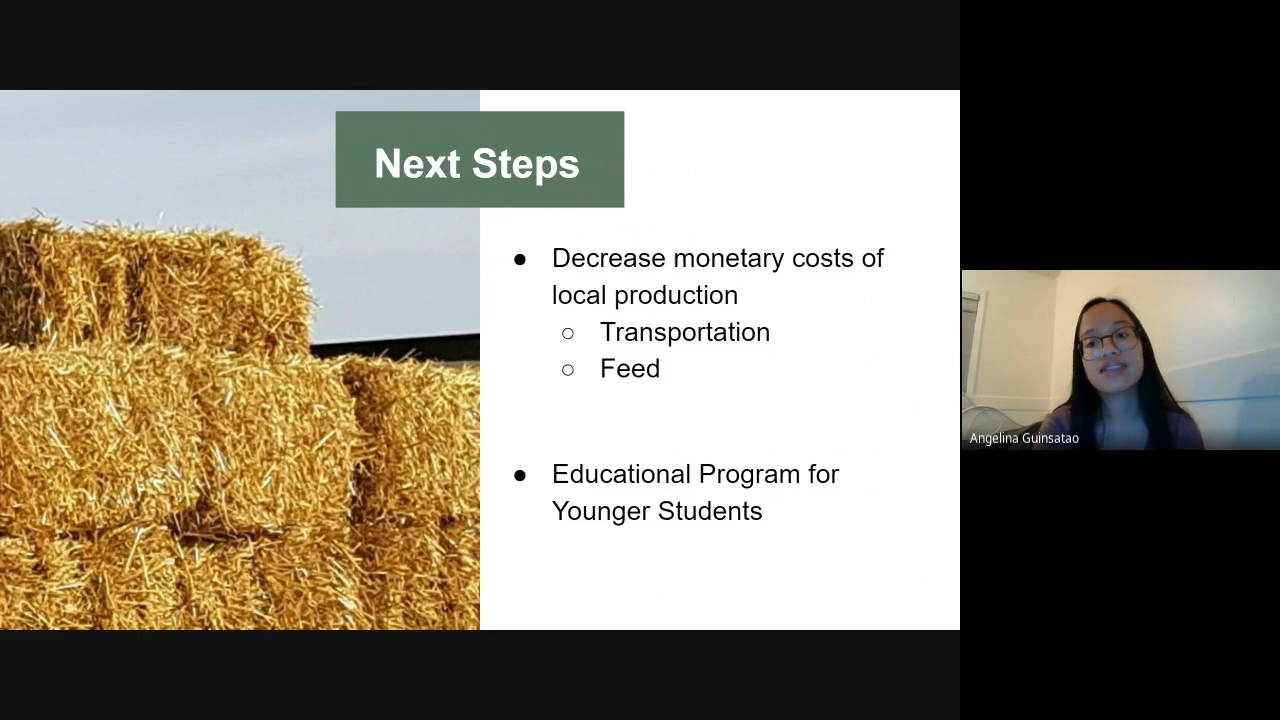 Next Steps
● Decrease monetary costs of
local production
○ Transportation
○ Feed
● Educational Program for
Younger Students
Angelina Guinsatao